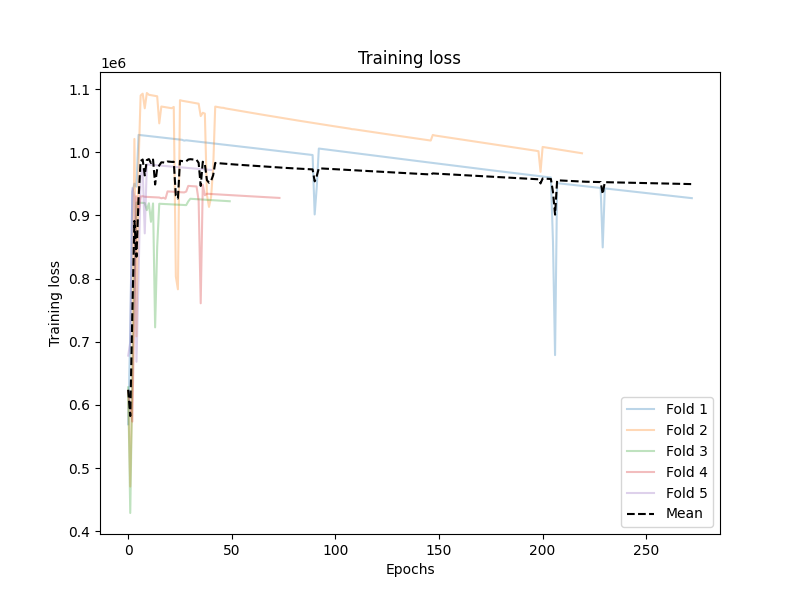 Training loss
1e6
1.1
1.0
0.9
0.8
0.7
0.6
0.5
0.4
Training loss
0
50
100
150
200
250
Epochs
Fold 1
Fold 2
Fold 3
Fold 4
Fold 5
Mean